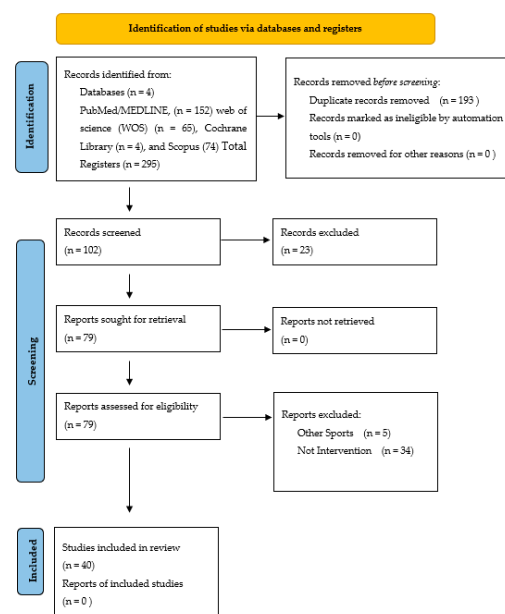 Identification of studies via databases and registers
Identification
Records identified from:
Databases (n = 4)
PubMed/MEDLINE, (n = 152) web of
science (WOS) (n = 65), Cochrane
Library (n = 4), and Scopus (74) Total
Registers (n = 295)
Records removed before screening:
Duplicate records removed (n = 193 )
Records marked as ineligible by automation
tools (n = 0)
Records removed for other reasons (n = 0 )
Screening
Records screened
(n = 102)
Records excluded
(n = 23)
Reports sought for retrieval
(n = 79)
Reports not retrieved
(n = 0)
Reports assessed for eligibility
(n = 79)
Reports excluded:
Other Sports (n = 5)
Not Intervention (n = 34)
Included
Studies included in review
(n = 40)
Reports of included studies
(n = 0 )